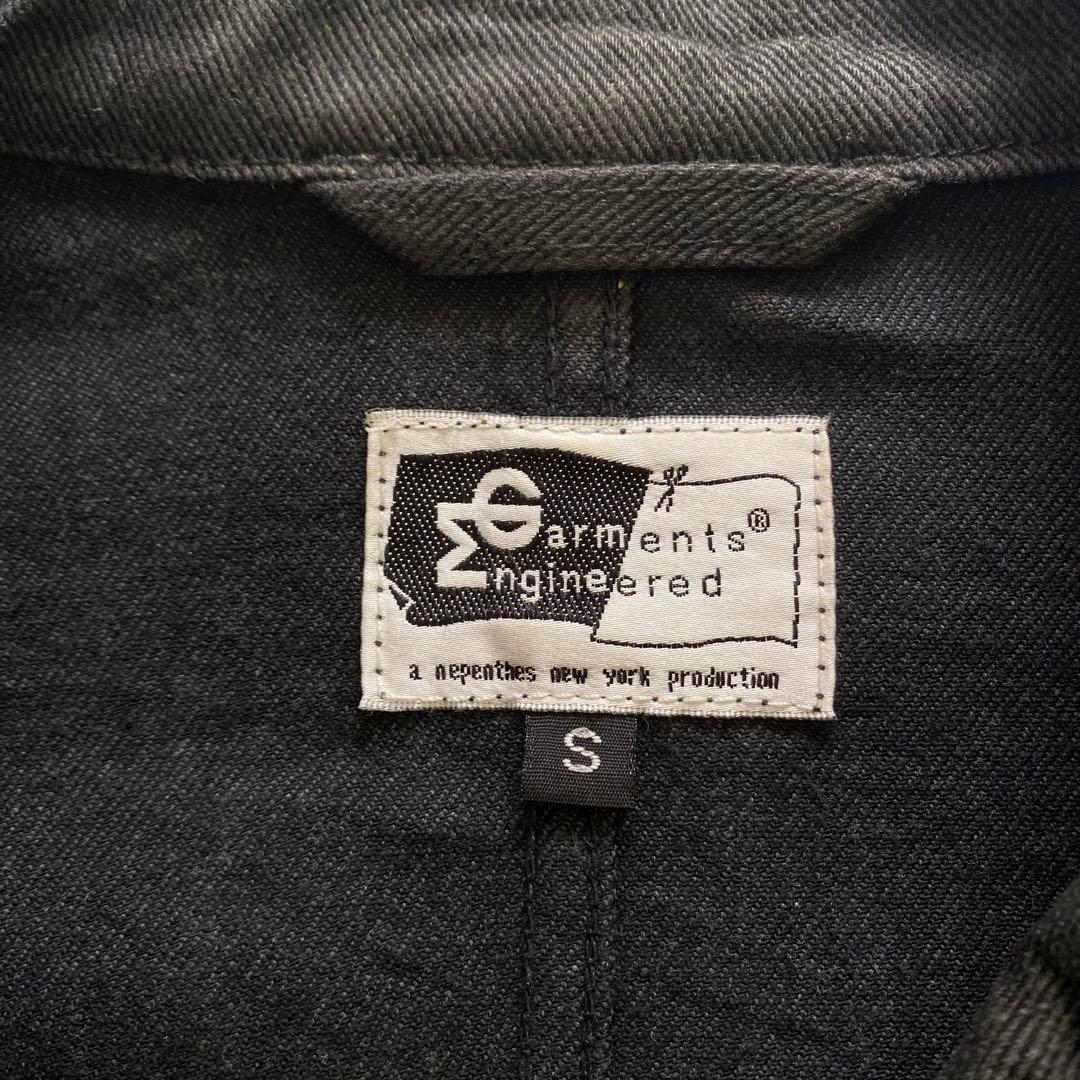 Garments®
Engineered
a nepenthes new york production
S